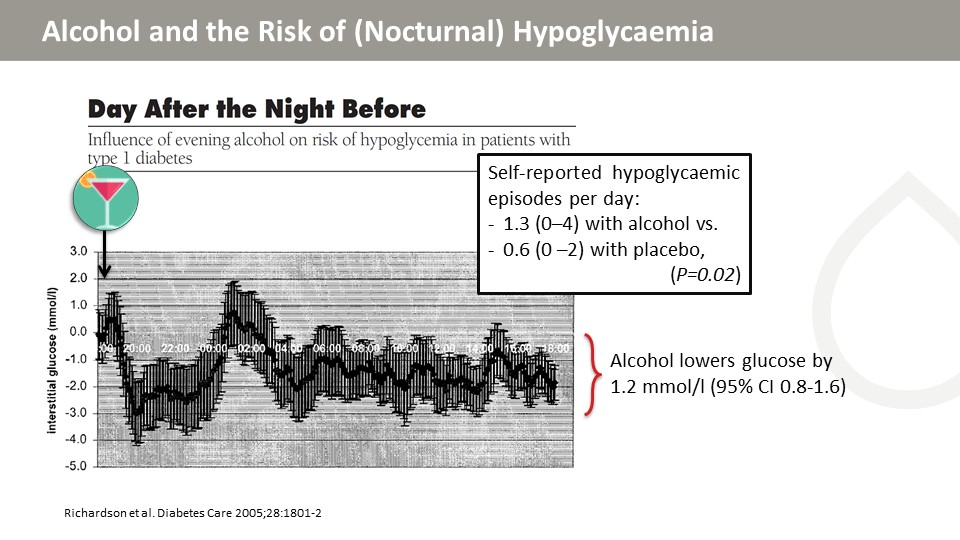 Alcohol and the Risk of (Nocturnal) Hypoglycaemia
Day After the Night Before
Influence of evening alcohol on risk of hypoglycemia in patients with
type 1 diabetes
Self-reported hypoglycaemic
episodes per day:
- 1.3 (0–4) with alcohol vs.
- 0.6 (0 –2) with placebo,
(P=0.02)
interstitial glucose (mmol/l)
3.0
2.0
1.0
0.0
-1.0
-2.0
-3.0
-4.0
-5.0
:00 20:00 22:00 00:00 02:00 04:00 06:00 08:00 10:00 12:00 14:00 16:00 18:00
Alcohol lowers glucose by
1.2 mmol/l (95% CI 0.8-1.6)
Richardson et al. Diabetes Care 2005;28:1801-2